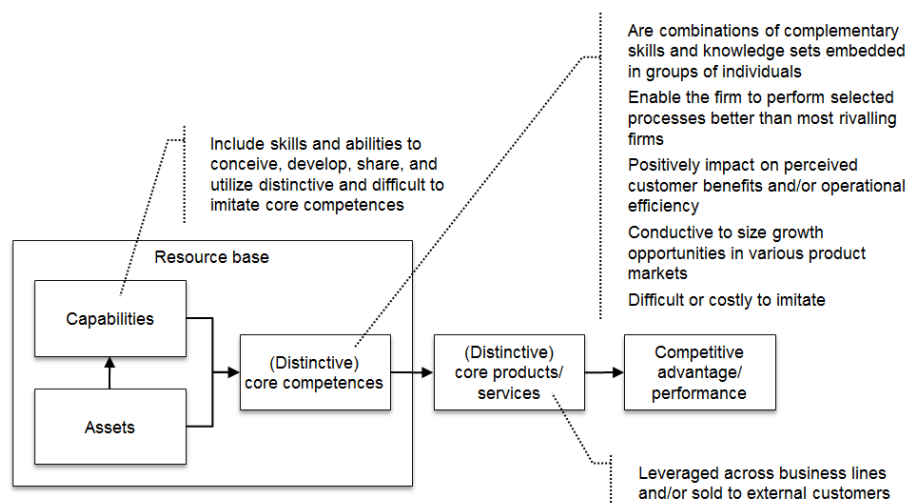 Are combinations of complementary
skills and knowledge sets embedded
in groups of individuals
Enable the firm to perform selected
processes better than most rivalling
firms
Positively impact on perceived
customer benefits and/or operational
efficiency
Conductive to size growth
opportunities in various product
markets
Difficult or costly to imitate
Include skills and abilities to
conceive, develop, share, and
utilize distinctive and difficult to
imitate core competences
Resource base
Capabilities
Assets
(Distinctive)
core competences
(Distinctive)
core products/
services
Competitive
advantage/
performance
Leveraged across business lines
and/or sold to external customers